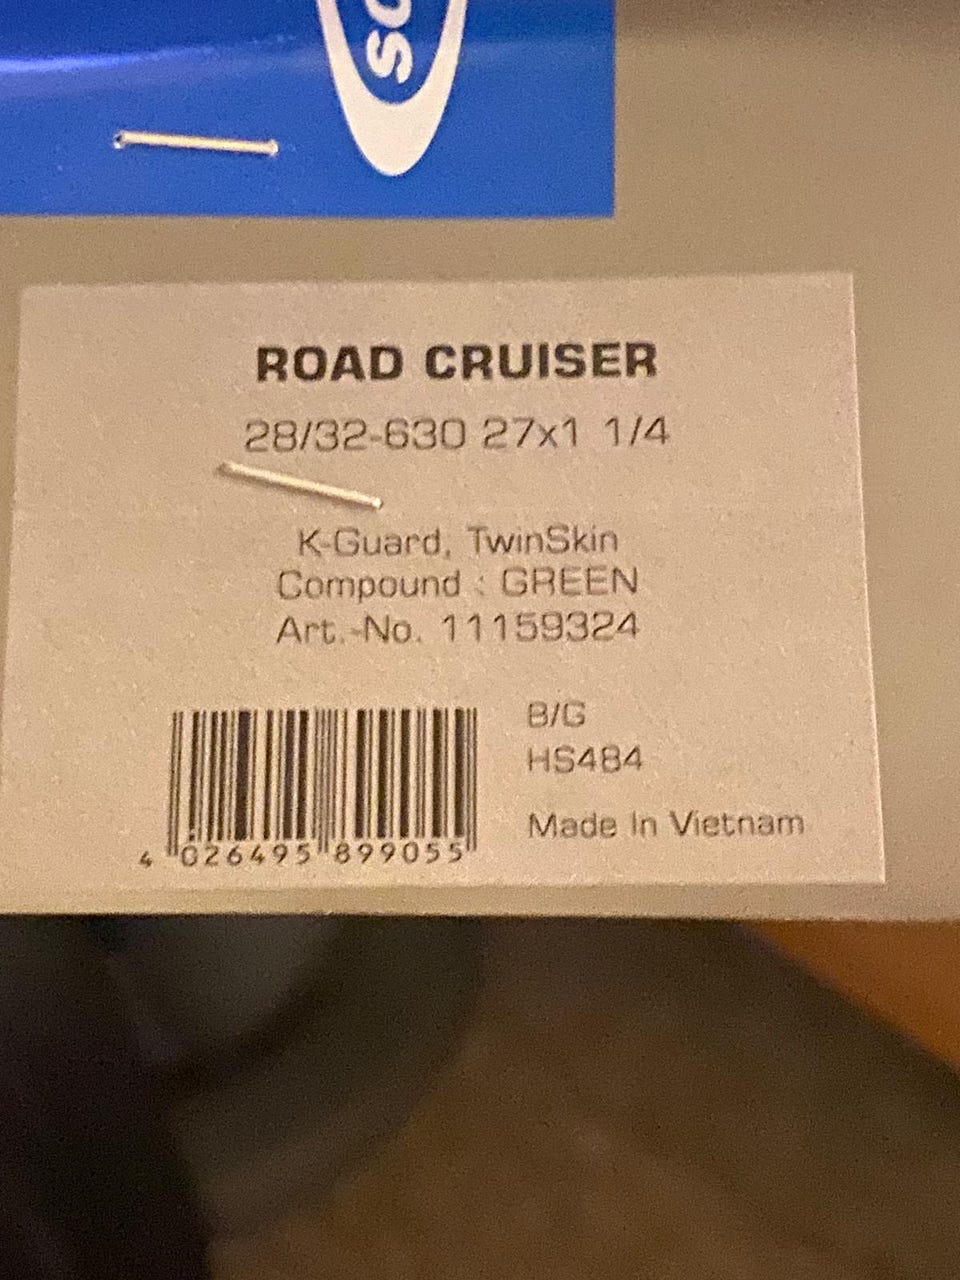 SC
ROAD CRUISER
28/32-630 27x1 1/4
K-Guard, TwinSkin
Compound : GREEN
Art.-No. 11159324
B/G
HS484
Made In Vietnam
4 026495 899055